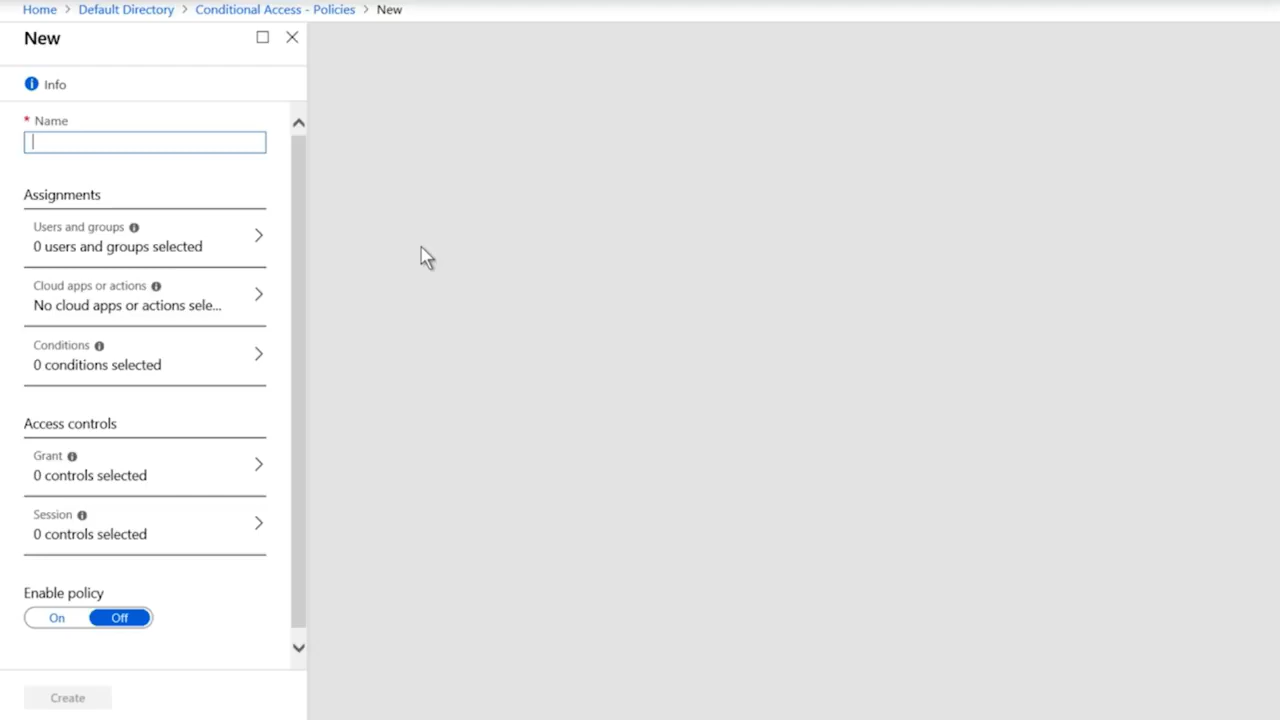 Home > Default Directory > Conditional Access - Policies > New
New
Info
* Name
Assignments
Users and groups
0 users and groups selected
Cloud apps or actions
No cloud apps or actions sele...
Conditions
0 conditions selected
Access controls
Grant
0 controls selected
Session
0 controls selected
Enable policy
On Off
Create